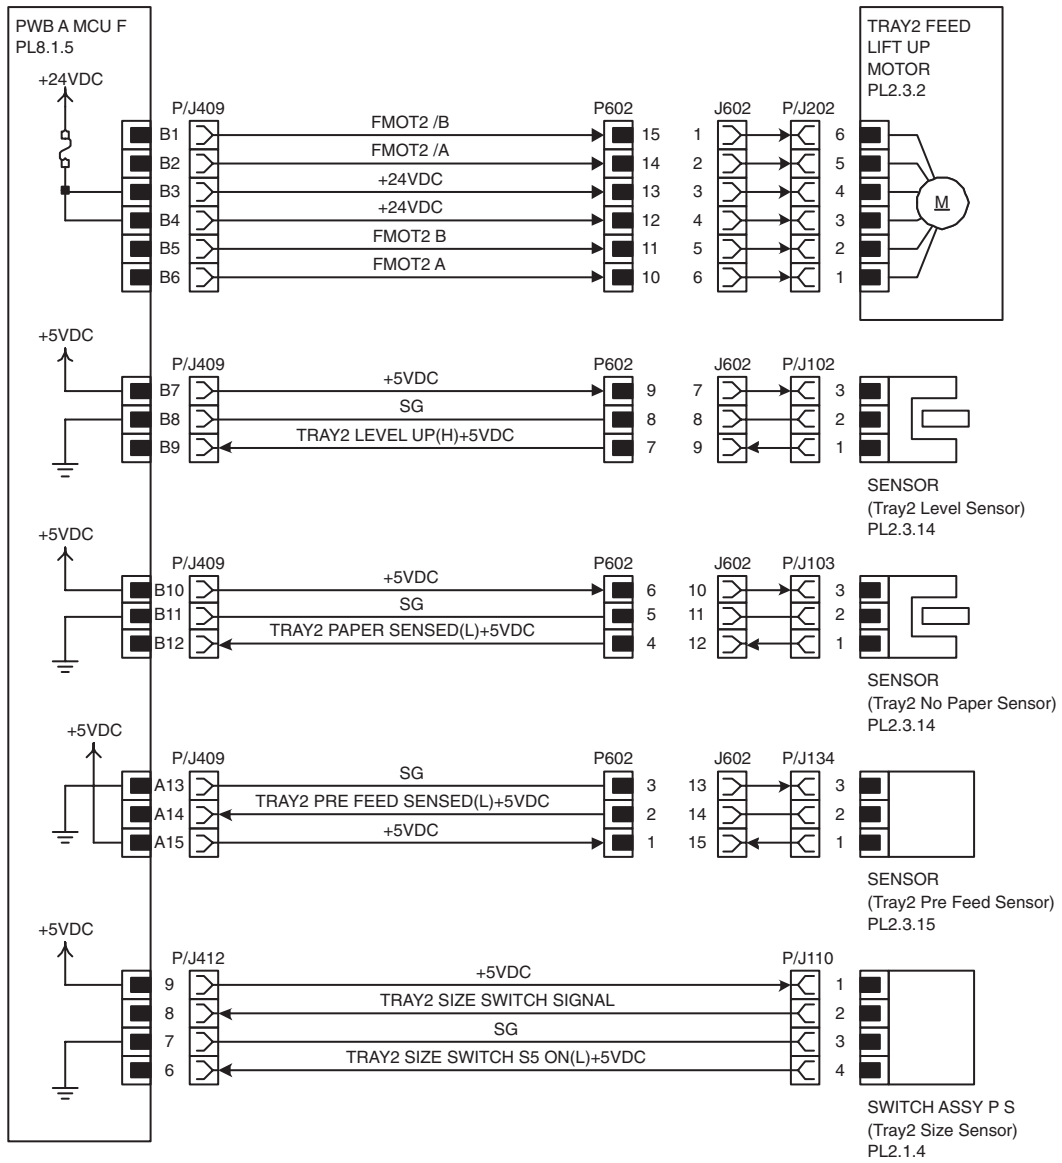 PWB A MCU F
PL8.1.5
TRAY2 FEED
LIFT UP
MOTOR
PL2.3.2
+24VDC
P/J409 P602 J602 P/J202
B1 FMOT2 /B 15 1 6
B2 FMOT2 /A 14 2 5
B3 +24VDC 13 3 4
B4 +24VDC 12 4 3
B5 FMOT2 B 11 5 2
B6 FMOT2 A 10 6 1
M
+5VDC
P/J409 P602 J602 P/J102
B7 +5VDC 9 7 3
B8 SG 8 8 2
B9 TRAY2 LEVEL UP(H)+5VDC 7 9 1
SENSOR
(Tray2 Level Sensor)
PL2.3.14
+5VDC
P/J409 P602 J602 P/J103
B10 +5VDC 6 10 3
B11 SG 5 11 2
B12 TRAY2 PAPER SENSED(L)+5VDC 4 12 1
SENSOR
(Tray2 No Paper Sensor)
PL2.3.14
+5VDC
P/J409 P602 J602 P/J134
A13 SG 3 13 3
A14 TRAY2 PRE FEED SENSED(L)+5VDC 2 14 2
A15 +5VDC 1 15 1
SENSOR
(Tray2 Pre Feed Sensor)
PL2.3.15
+5VDC
P/J412 P/J110
9 +5VDC 1
8 TRAY2 SIZE SWITCH SIGNAL 2
7 SG 3
6 TRAY2 SIZE SWITCH S5 ON(L)+5VDC 4
SWITCH ASSY P S
(Tray2 Size Sensor)
PL2.1.4